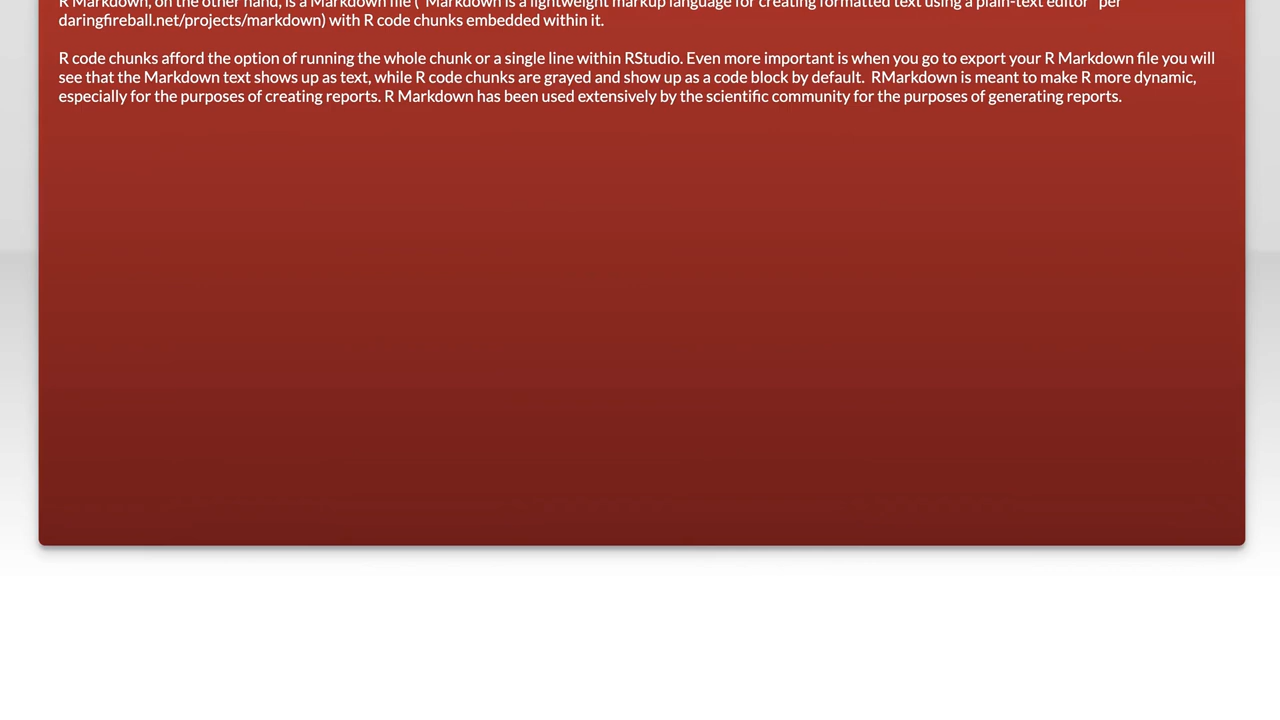 R Markdown, on the other hand, is a Markdown file ( "Markdown is a lightweight markup language for creating formatted text using a plain-text editor" per
daringfireball.net/projects/markdown) with R code chunks embedded within it.
R code chunks afford the option of running the whole chunk or a single line within RStudio. Even more important is when you go to export your R Markdown file you will
see that the Markdown text shows up as text, while R code chunks are grayed and show up as a code block by default.  RMarkdown is meant to make R more dynamic,
especially for the purposes of creating reports. R Markdown has been used extensively by the scientific community for the purposes of generating reports.